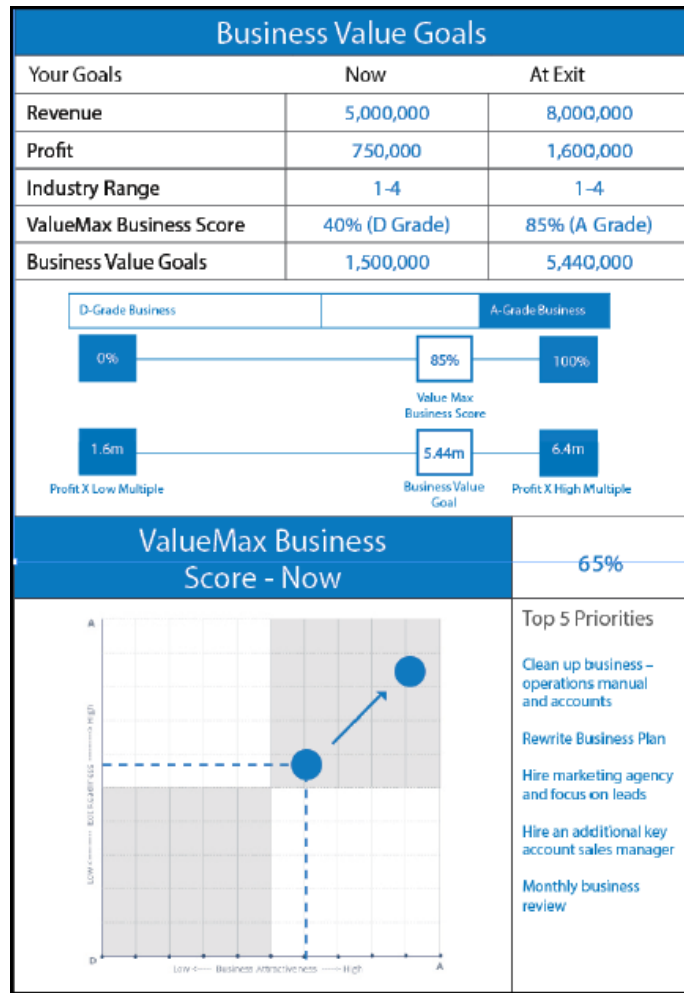 Business Value Goals
Your Goals Now At Exit
Revenue 5,000,000 8,000,000
Profit 750,000 1,600,000
Industry Range 1-4 1-4
ValueMax Business Score 40% (D Grade) 85% (A Grade)
Business Value Goals 1,500,000 5,440,000
D-Grade Business A-Grade Business
0% 85% 100%
Value Max
Business Score
1.6m 5.44m 6.4m
Profit X Low Multiple Business Value Profit X High Multiple
Goal
ValueMax Business
Score - Now
65%
A
Low <---- ----> High
D
Low <---- Business Attractiveness ----> High A
Top 5 Priorities
Clean up business –
operations manual
and accounts
Rewrite Business Plan
Hire marketing agency
and focus on leads
Hire an additional key
account sales manager
Monthly business
review